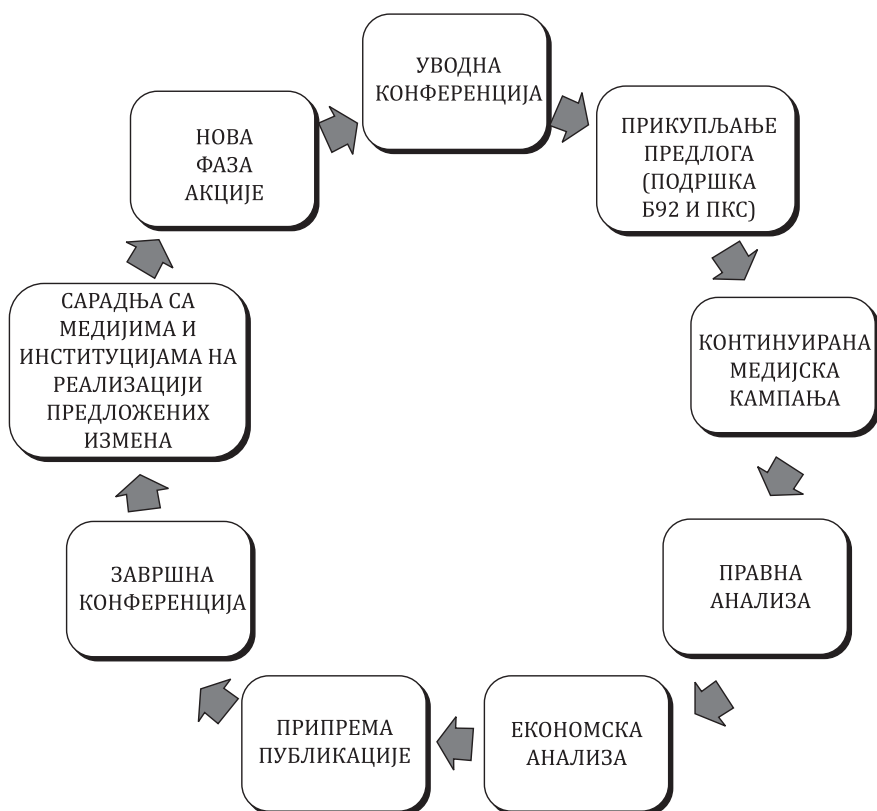 УВОДНА
КОНФЕРЕНЦИЈА
ПРИКУПЉАЊЕ
ПРЕДЛОГА
(ПОДРШКА
Б92 И ПКС)
КОНТИНУИРАНА
МЕДИЈСКА
КАМПАЊА
ПРАВНА
АНАЛИЗА
ЕКОНОМСКА
АНАЛИЗА
ПРИПРЕМА
ПУБЛИКАЦИЈЕ
ЗАВРШНА
КОНФЕРЕНЦИЈА
САРАДЊА СА
МЕДИЈИМА И
ИНСТИТУЦИЈАМА НА
РЕАЛИЗАЦИЈИ
ПРЕДЛОЖЕНИХ
ИЗМЕНА
НОВА
ФАЗА
АКЦИЈЕ